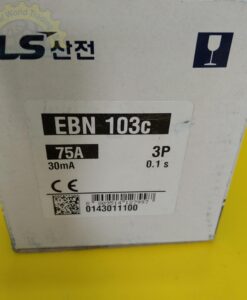 LS 산전
EBN 103c
75A 3P
30mA 0.1 s
CE
0143011100